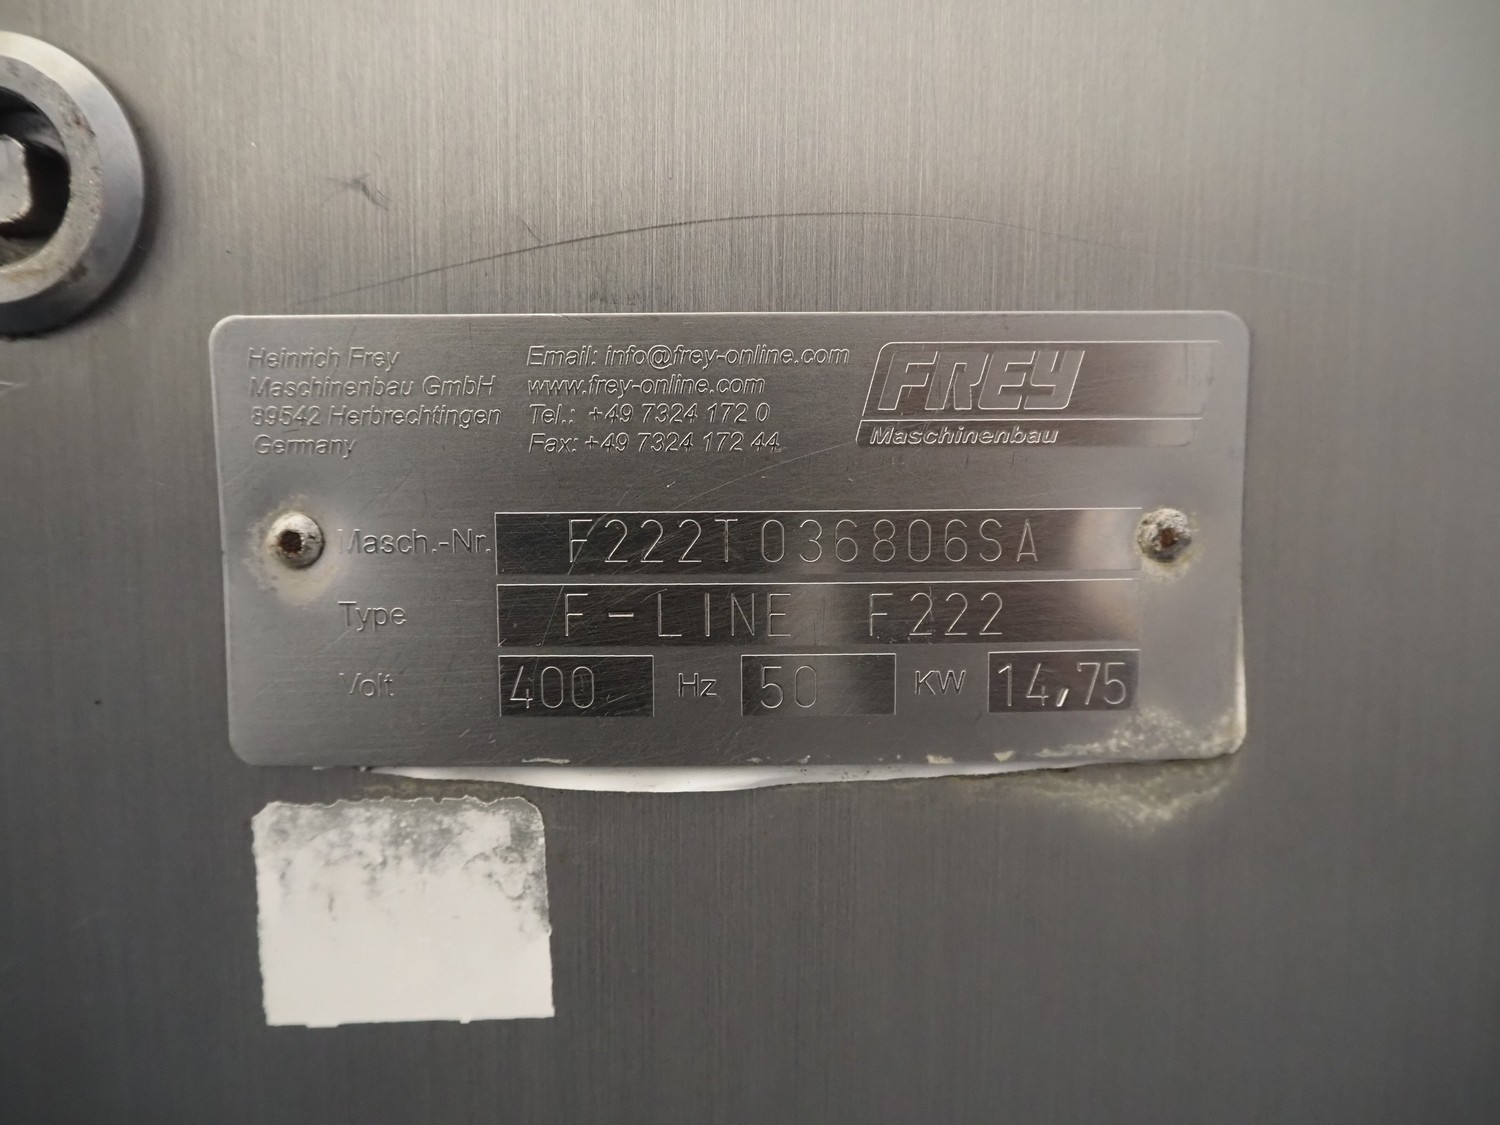 Heinrich Frey
Maschinenbau GmbH
89542 Herbrechtingen
Germany
Email: info@frey-online.com
www.frey-online.com
Tel.: +49 7324 172 0
Fax: +49 7324 172 44
FREY
Maschinenbau
Masch.-Nr. F222T036806SA
Type F-LINE F222
Volt 400 Hz 50 KW 14,75